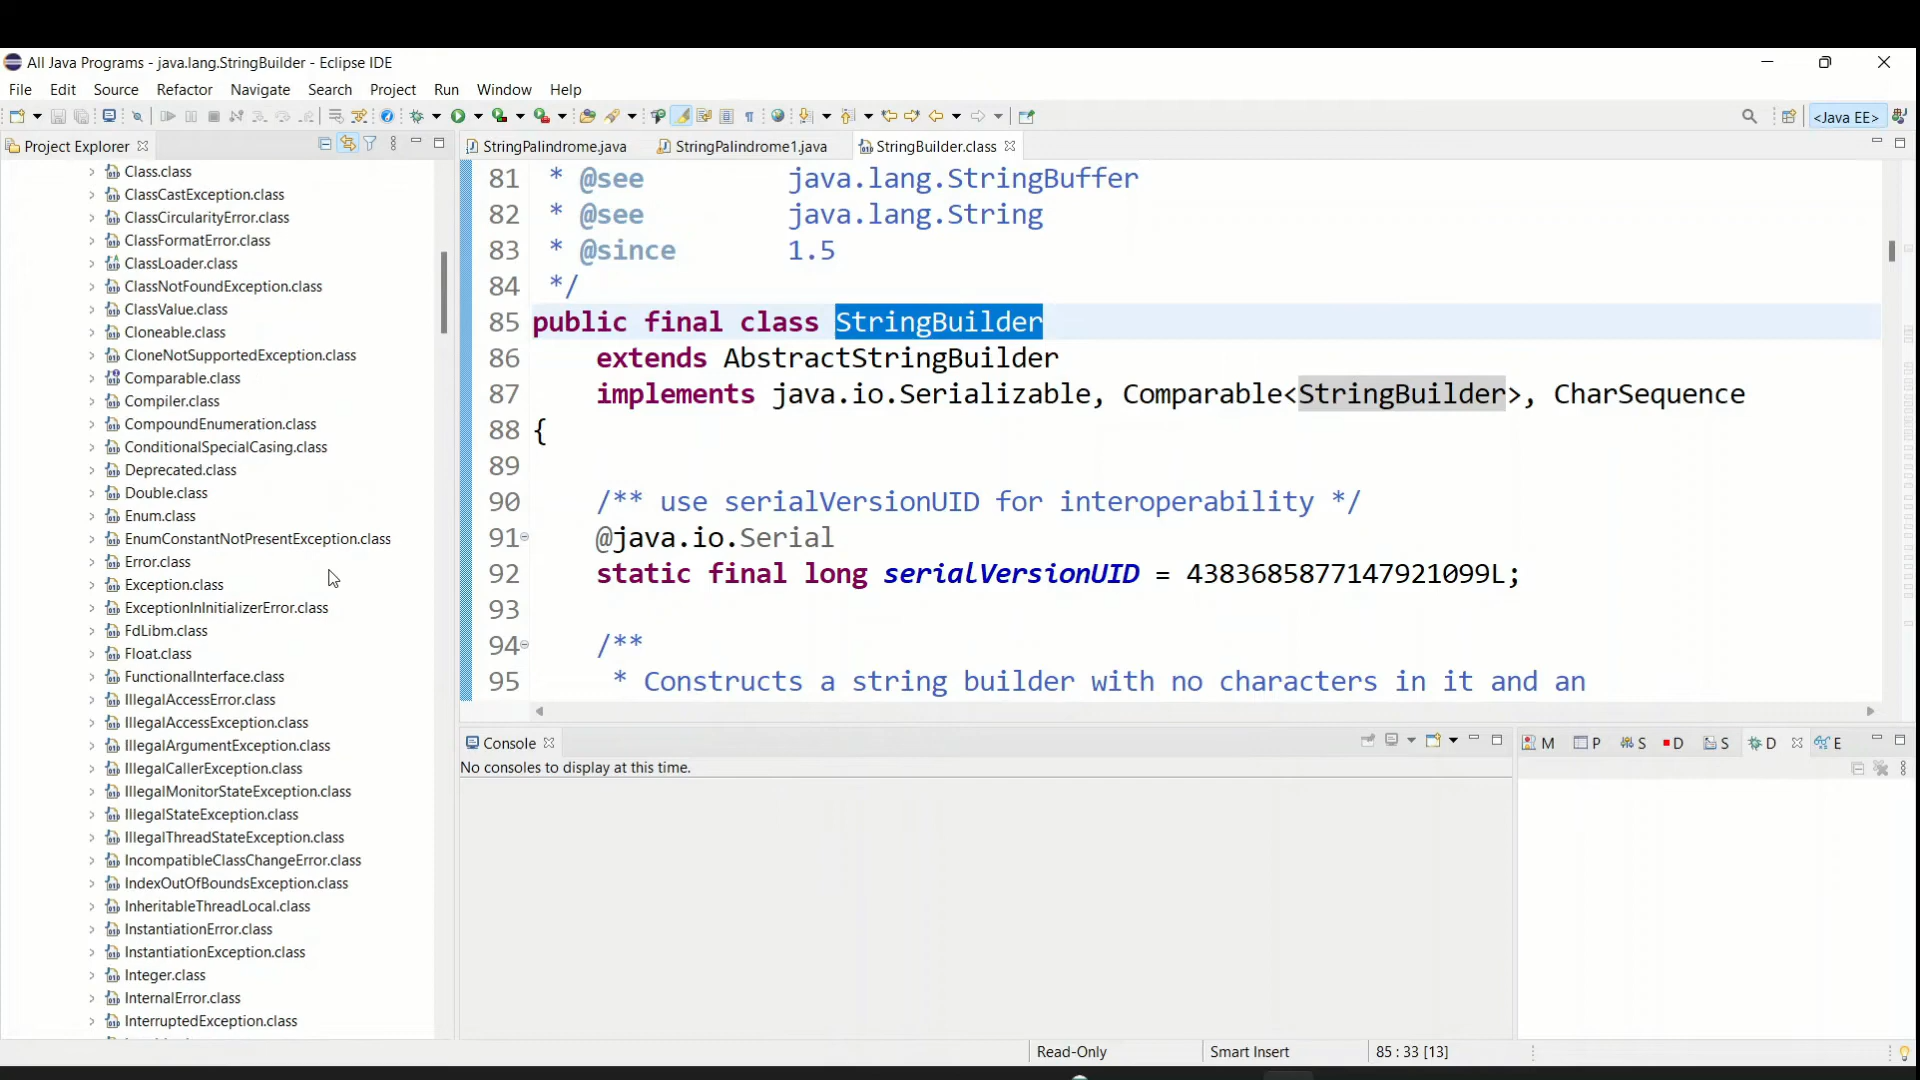 All Java Programs - java.lang.StringBuilder - Eclipse IDE
File Edit Source Refactor Navigate Search Project Run Window Help
<Java EE>
Project Explorer
StringPalindrome.java StringPalindrome1.java StringBuilder.class
Class.class
ClassCastException.class
ClassCircularityError.class
ClassFormatError.class
ClassLoader.class
ClassNotFoundException.class
ClassValue.class
Cloneable.class
CloneNotSupportedException.class
Comparable.class
Compiler.class
CompoundEnumeration.class
ConditionalSpecialCasing.class
Deprecated.class
Double.class
Enum.class
EnumConstantNotPresentException.class
Error.class
Exception.class
ExceptionInInitializerError.class
FdLibm.class
Float.class
FunctionalInterface.class
IllegalAccessError.class
IllegalAccessException.class
IllegalArgumentException.class
IllegalCallerException.class
IllegalMonitorStateException.class
IllegalStateException.class
IllegalThreadStateException.class
IncompatibleClassChangeError.class
IndexOutOfBoundsException.class
InheritableThreadLocal.class
InstantiationError.class
InstantiationException.class
Integer.class
InternalError.class
InterruptedException.class
81 * @see java.lang.StringBuffer
82 * @see java.lang.String
83 * @since 1.5
84 */
85 public final class StringBuilder
86 extends AbstractStringBuilder
87 implements java.io.Serializable, Comparable<StringBuilder>, CharSequence
88 {
89
90 /** use serialVersionUID for interoperability */
91 @java.io.Serial
92 static final long serialVersionUID = 4383685877147921099L;
93
94 /**
95 * Constructs a string builder with no characters in it and an
Console
No consoles to display at this time.
M P S D S D E
Read-Only Smart Insert 85 : 33 [13]